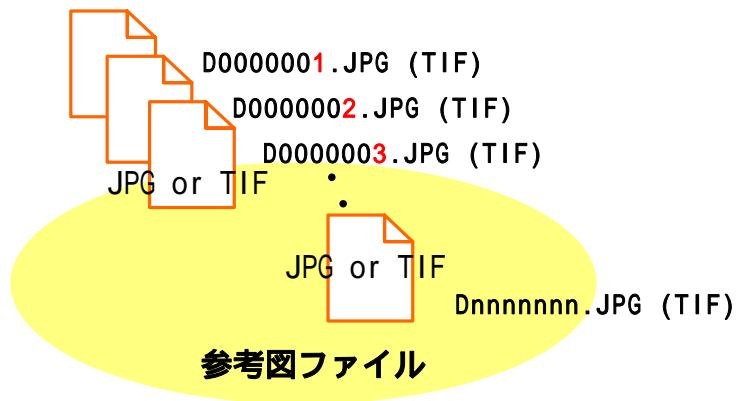 D0000001.JPG (TIF)
D0000002.JPG (TIF)
D0000003.JPG (TIF)
JPG or TIF
JPG or TIF
Dnnnnnnn.JPG (TIF)
参考図ファイル